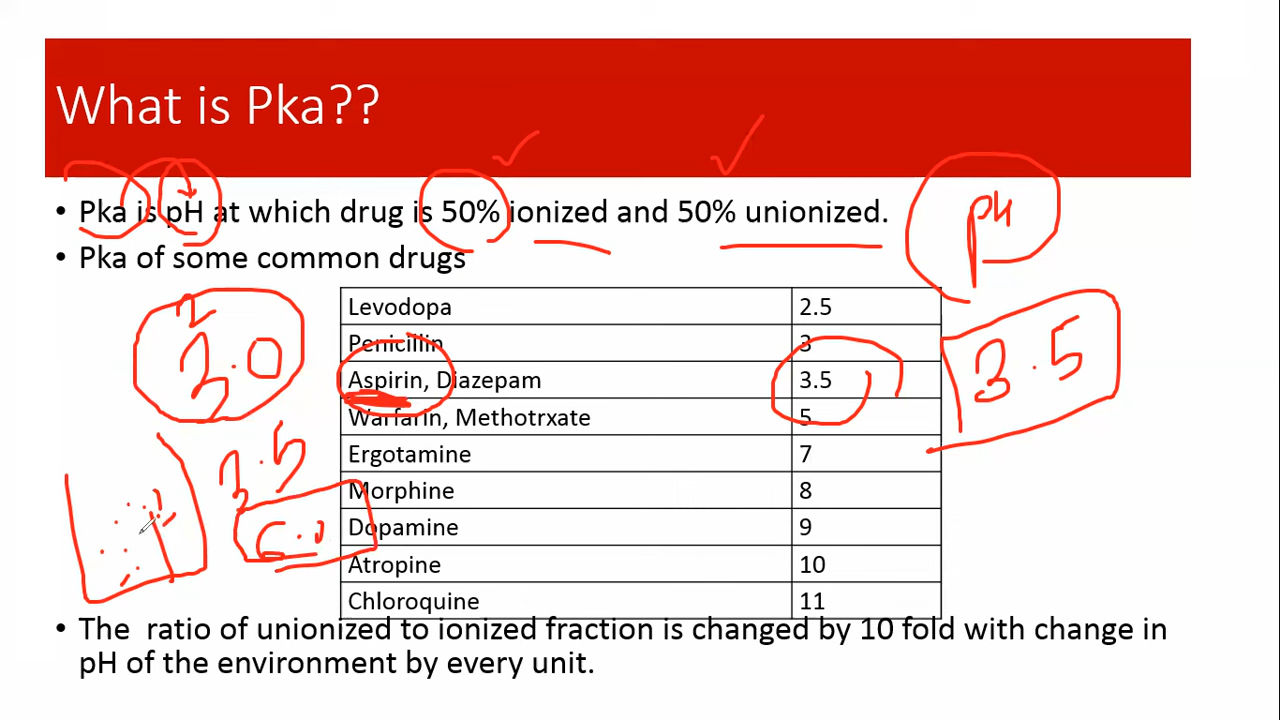 What is Pka??
• Pka is pH at which drug is 50% ionized and 50% unionized.
pH
• Pka of some common drugs
Levodopa 2.5
Penicillin 3
3.0
Aspirin, Diazepam 3.5
3.5
Warfarin, Methotrxate 5
Ergotamine 7
3.5
Morphine 8
Dopamine 9
6.0
Atropine 10
Chloroquine 11
• The ratio of unionized to ionized fraction is changed by 10 fold with change in
pH of the environment by every unit.